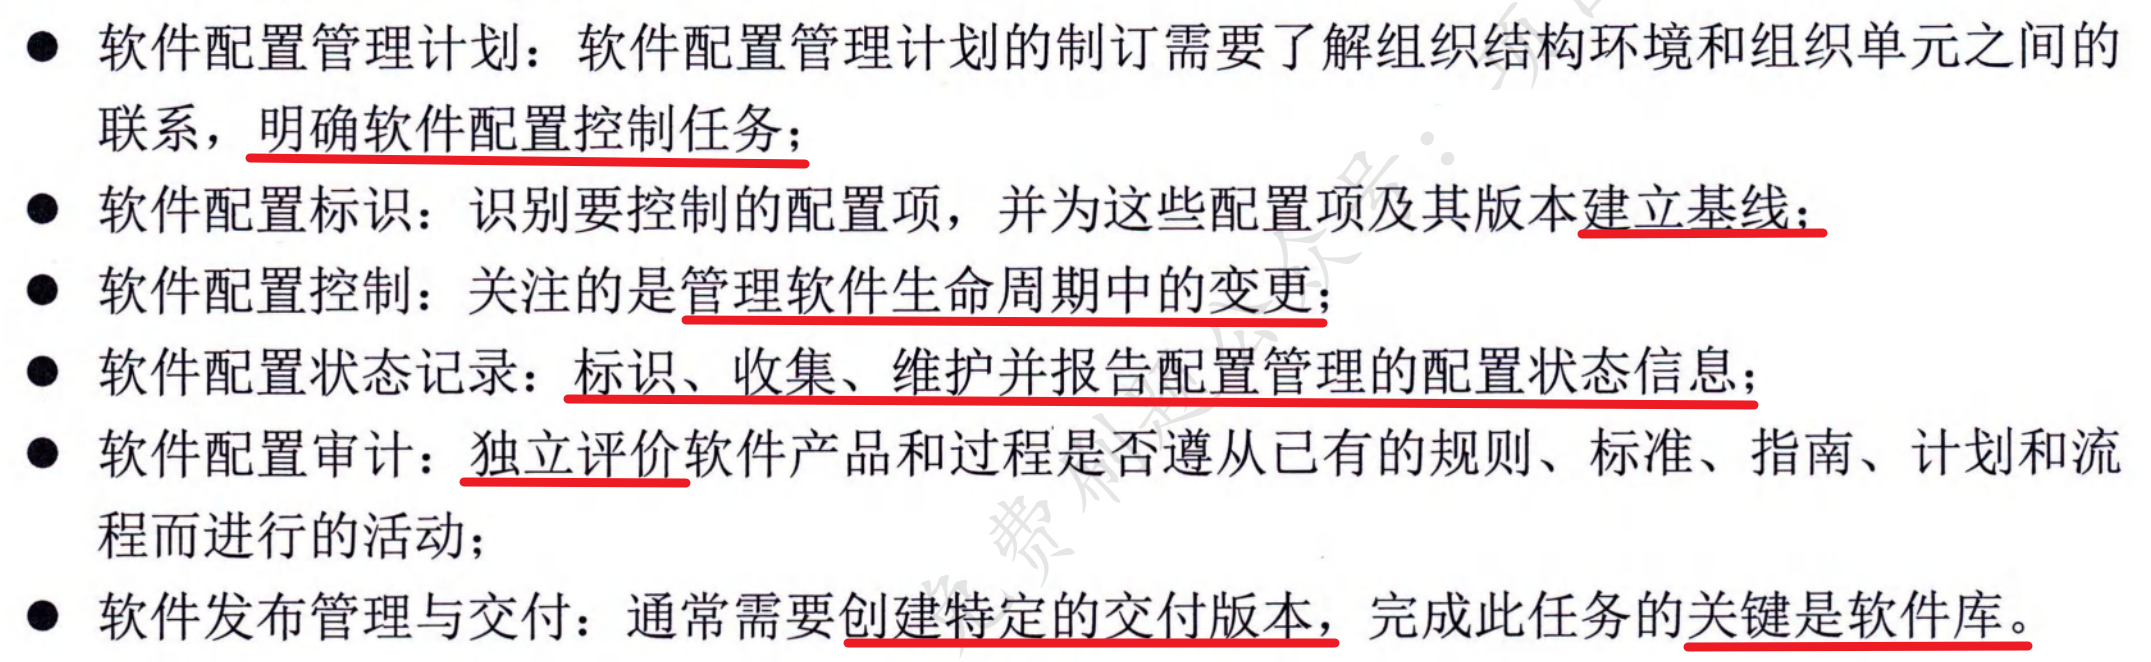 ● 软件配置管理计划：软件配置管理计划的制订需要了解组织结构环境和组织单元之间的
联系，明确软件配置控制任务；
● 软件配置标识：识别要控制的配置项，并为这些配置项及其版本建立基线；
● 软件配置控制：关注的是管理软件生命周期中的变更；
● 软件配置状态记录：标识、收集、维护并报告配置管理的配置状态信息；
● 软件配置审计：独立评价软件产品和过程是否遵从已有的规则、标准、指南、计划和流
程而进行的活动；
● 软件发布管理与交付：通常需要创建特定的交付版本，完成此任务的关键是软件库。
免费刷题公众号：